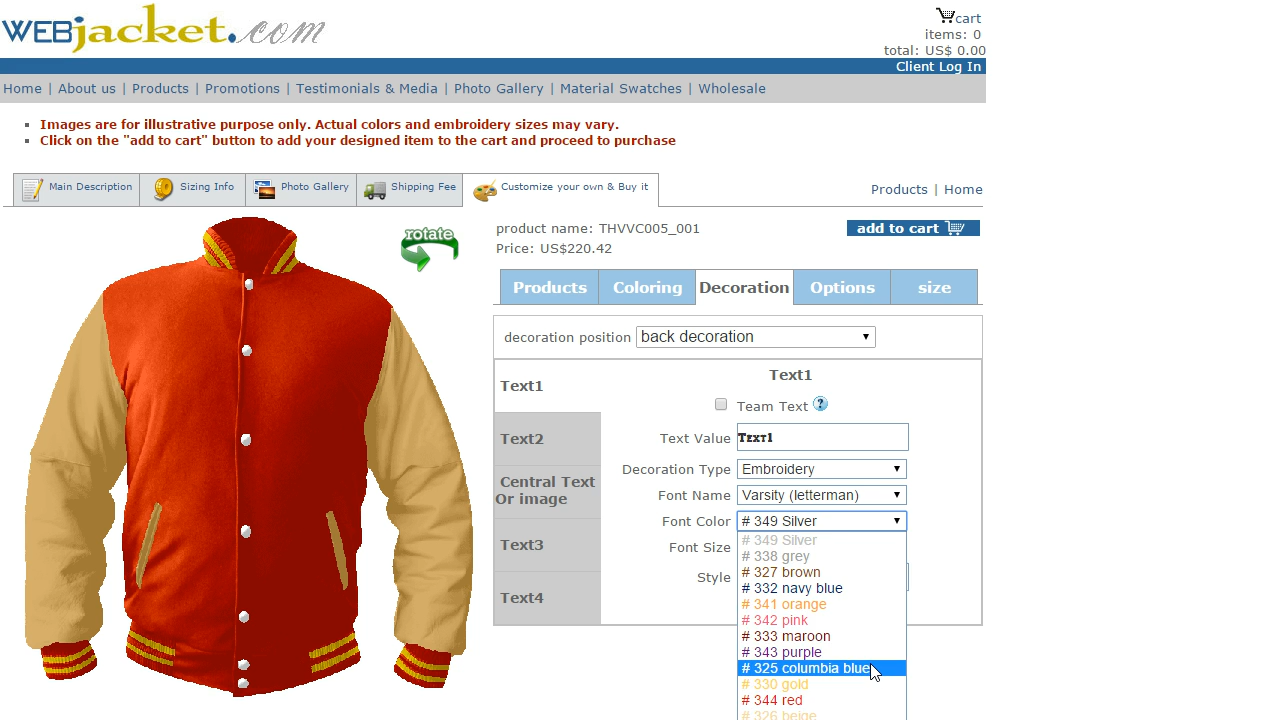 WEBjacket.com
cart
items: 0
total: US$ 0.00
Client Log In
Home | About us | Products | Promotions | Testimonials & Media | Photo Gallery | Material Swatches | Wholesale
Images are for illustrative purpose only. Actual colors and embroidery sizes may vary.
Click on the "add to cart" button to add your designed item to the cart and proceed to purchase
Main Description
Sizing Info
Photo Gallery
Shipping Fee
Customize your own & Buy it
Products | Home
rotate
product name: THVVC005_001
add to cart
Price: US$220.42
Products
Coloring
Decoration
Options
size
decoration position
back decoration
Text1
Text2
Central Text
Or image
Text3
Text4
Text1
Team Text ?
Text Value
Text1
Decoration Type
Embroidery
Font Name
Varsity (letterman)
Font Color
# 349 Silver
Font Size
Style
# 349 Silver
# 338 grey
# 327 brown
# 332 navy blue
# 341 orange
# 342 pink
# 333 maroon
# 343 purple
# 325 columbia blue
# 330 gold
# 344 red
# 326 beige